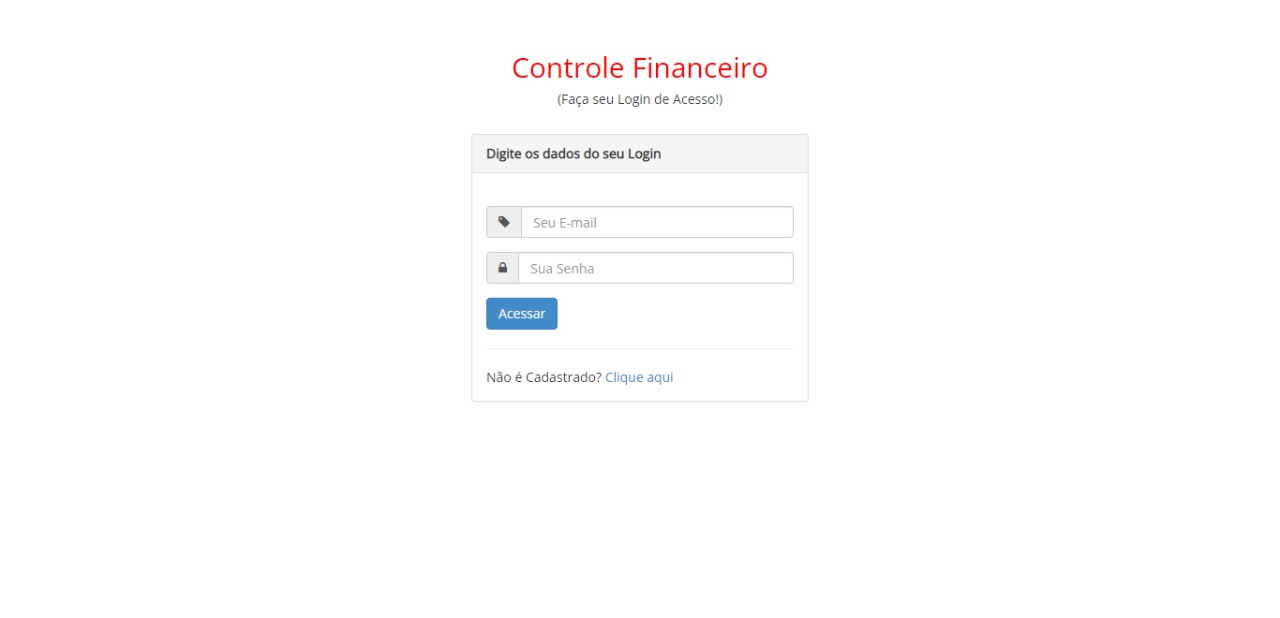 Controle Financeiro
(Faça seu Login de Acesso!)
Digite os dados do seu Login
Seu E-mail
Sua Senha
Acessar
Não é Cadastrado? Clique aqui